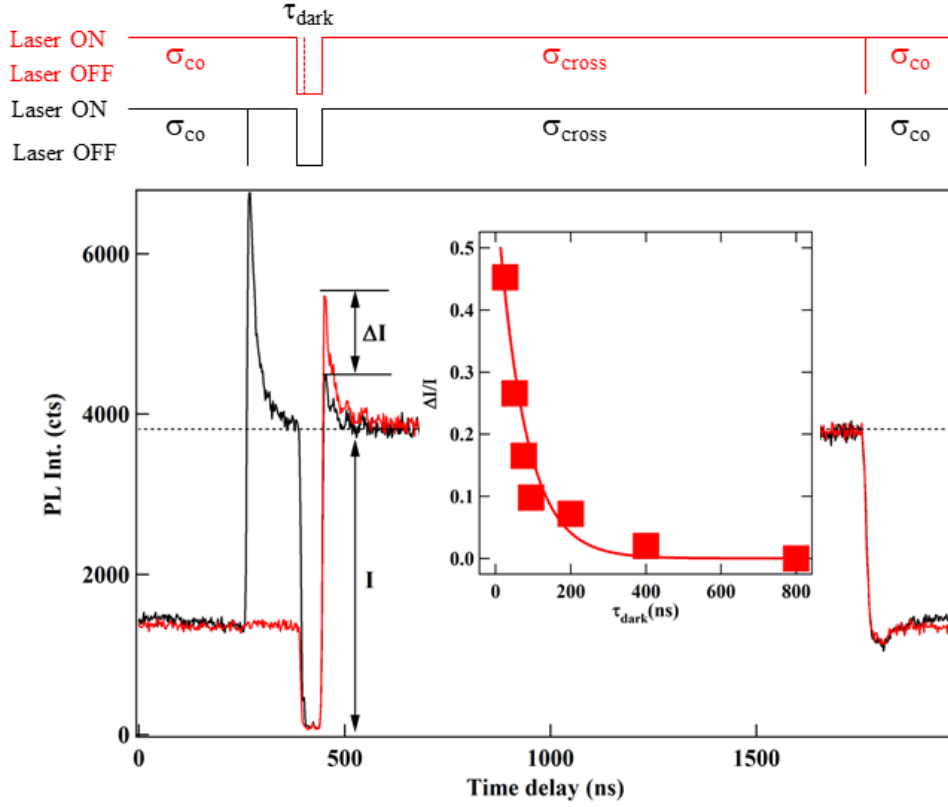 τdark
Laser ON
σco
σcross
σco
Laser OFF
Laser ON
σco
σcross
σco
Laser OFF
PL Int. (cts)
6000
4000
2000
0
0
500
1000
1500
Time delay (ns)
ΔI
I
ΔI/I
0.5
0.4
0.3
0.2
0.1
0.0
0
200
400
600
800
τdark(ns)